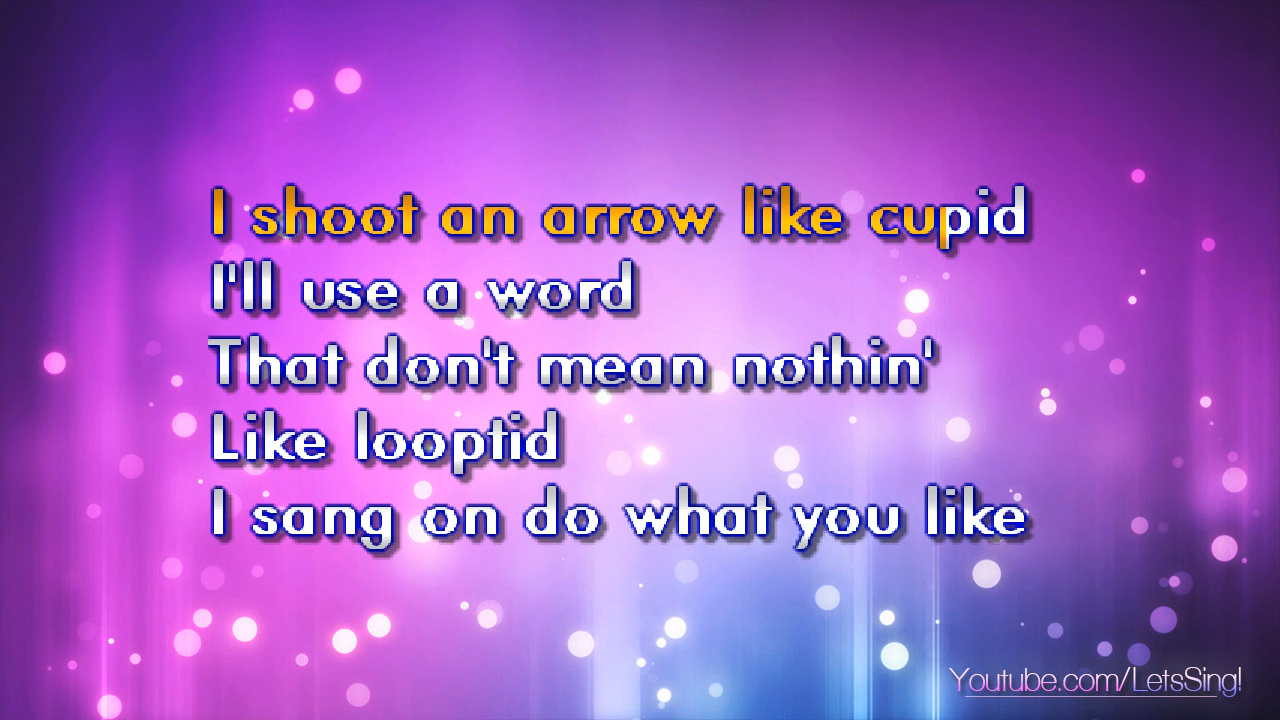 I shoot an arrow like cupid
I'll use a word
That don't mean nothin'
Like looptid
I sang on do what you like
Youtube.com/LetsSing!